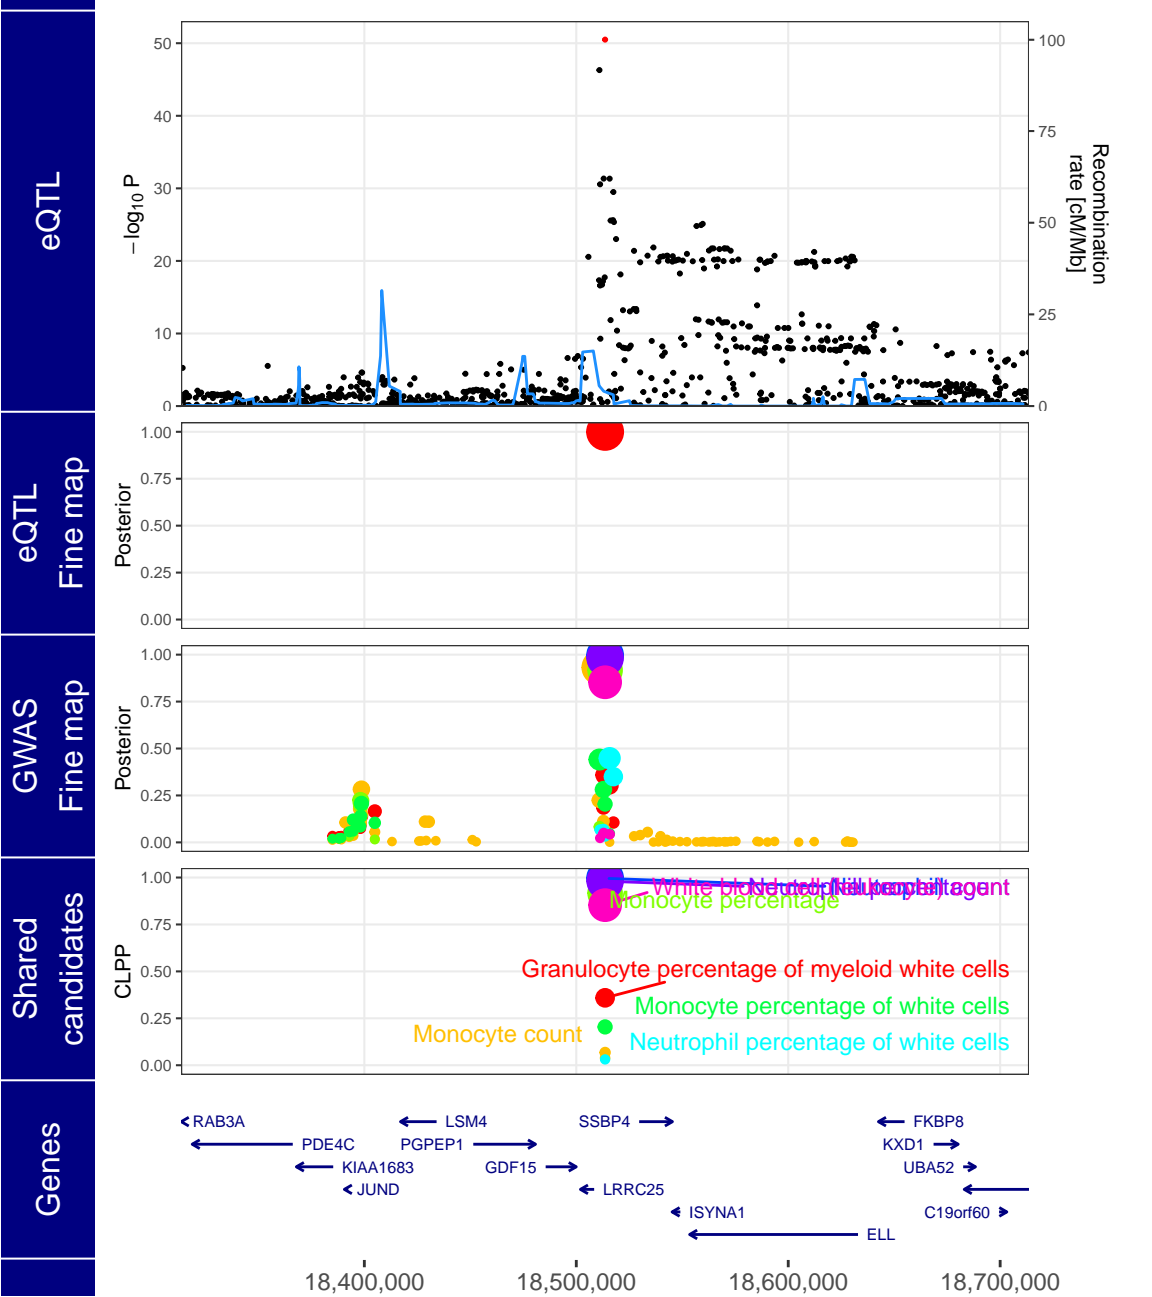 eQTL
−log10 P
50
40
30
20
10
0
100
75
50
25
0
Recombination
rate [cM/Mb]
eQTL
Fine map
Posterior
1.00
0.75
0.50
0.25
0.00
GWAS
Fine map
Posterior
1.00
0.75
0.50
0.25
0.00
Shared
candidates
CLPP
1.00
0.75
0.50
0.25
0.00
White blood cell
Monocyte percentage
Granulocyte percentage of myeloid white cells
Monocyte percentage of white cells
Monocyte count
Neutrophil percentage of white cells
Genes
RAB3A
LSM4
SSBP4
FKBP8
PDE4C
PGPEP1
KXD1
KIAA1683
GDF15
UBA52
JUND
LRRC25
ISYNA1
C19orf60
ELL
18,400,000
18,500,000
18,600,000
18,700,000